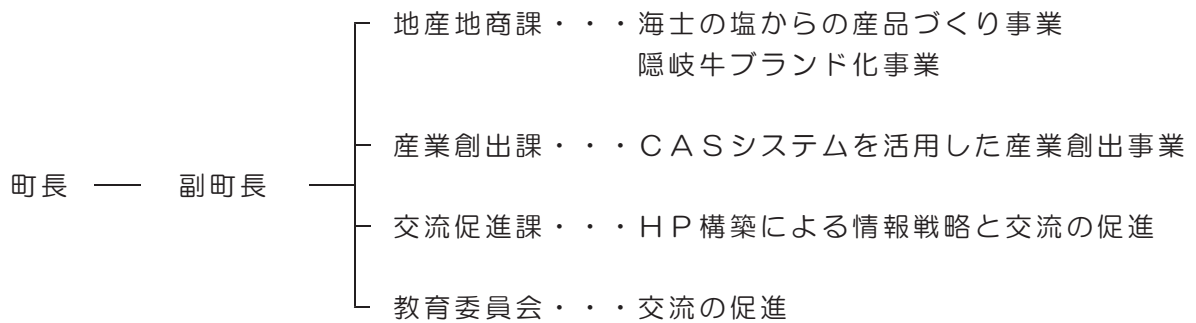 地産地商課・・・海士の塩からの産品づくり事業
隠岐牛ブランド化事業
産業創出課・・・ＣＡＳシステムを活用した産業創出事業
町長 副町長
交流促進課・・・ＨＰ構築による情報戦略と交流の促進
教育委員会・・・交流の促進